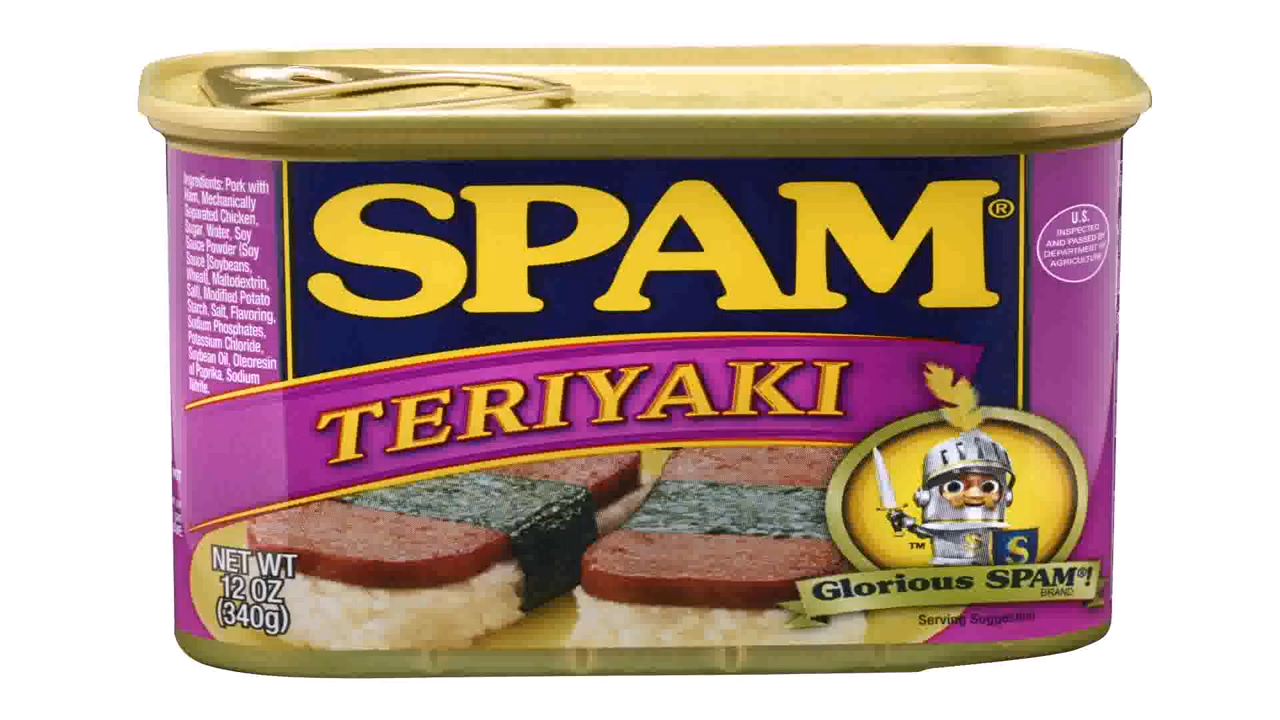 Ingredients: Pork with
Ham, Mechanically
Separated Chicken,
Sugar, Water, Soy
Sauce Powder (Soy
Sauce [Soybeans,
Wheat], Maltodextrin,
Salt), Modified Potato
Starch, Salt, Flavoring,
Sodium Phosphates,
Potassium Chloride,
Soybean Oil, Oleoresin
of Paprika, Sodium
Nitrite.
SPAM®
U.S.
INSPECTED
AND PASSED BY
DEPARTMENT OF
AGRICULTURE
TERIYAKI
NET WT
12 OZ
(340g)
TM
S S
Glorious SPAM®!
BRAND
Serving Suggestion